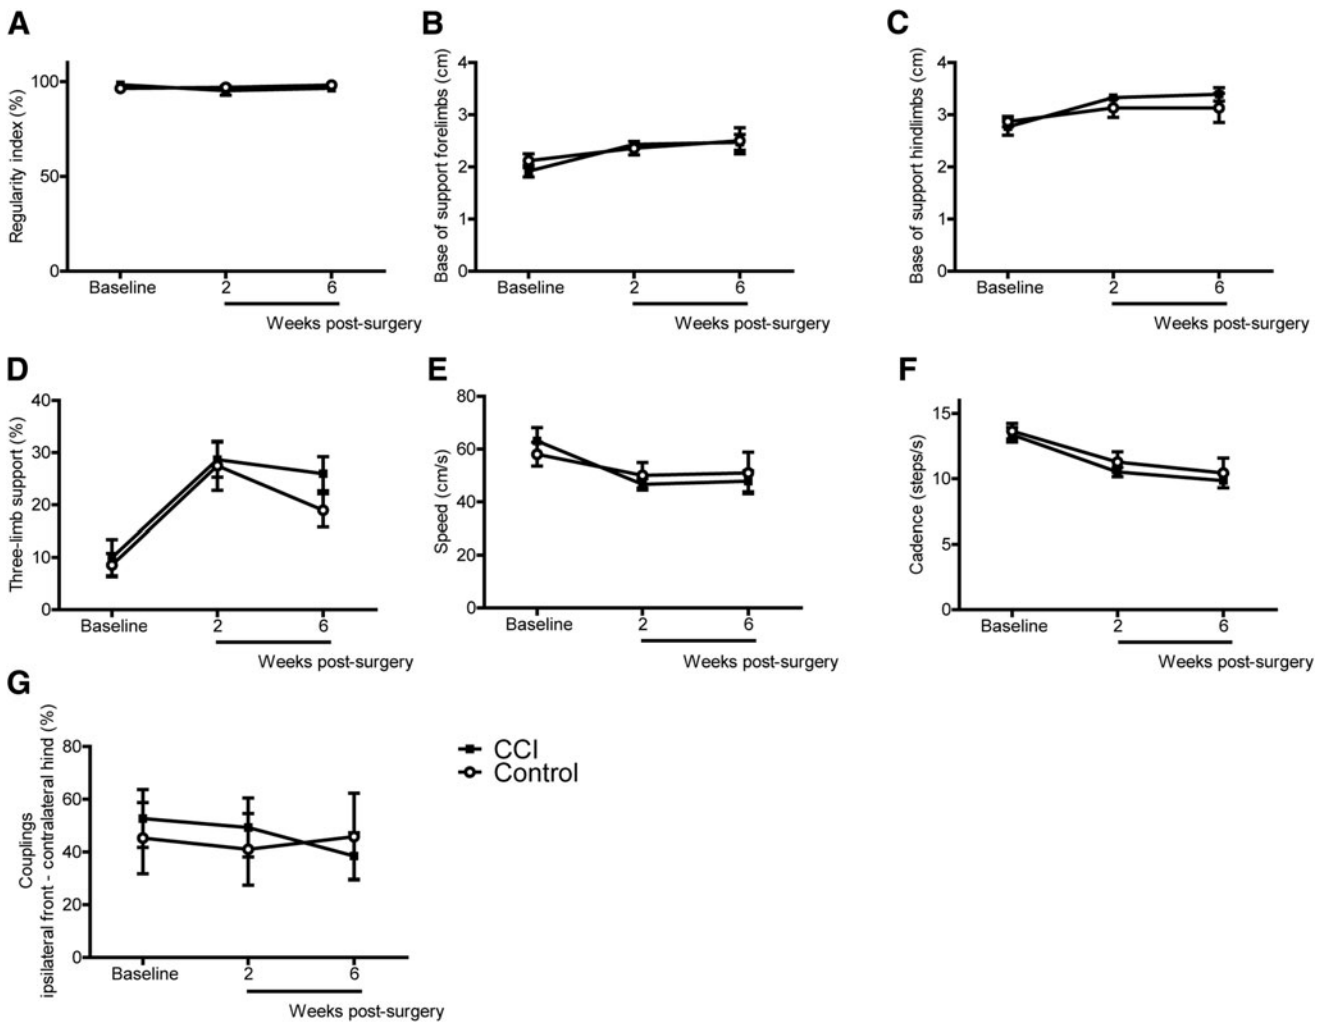 A
Regularity index (%)
100
50
0
Baseline
2
6
Weeks post-surgery
B
Base of support forelimbs (cm)
4
3
2
1
0
Baseline
2
6
Weeks post-surgery
C
Base of support hindlimbs (cm)
4
3
2
1
0
Baseline
2
6
Weeks post-surgery
D
Three-limb support (%)
40
30
20
10
0
Baseline
2
6
Weeks post-surgery
E
Speed (cm/s)
80
60
40
20
0
Baseline
2
6
Weeks post-surgery
F
Cadence (steps/s)
15
10
5
0
Baseline
2
6
Weeks post-surgery
G
Couplings
ipsilateral front - contralateral hind (%)
80
60
40
20
0
Baseline
2
6
Weeks post-surgery
CCI
Control